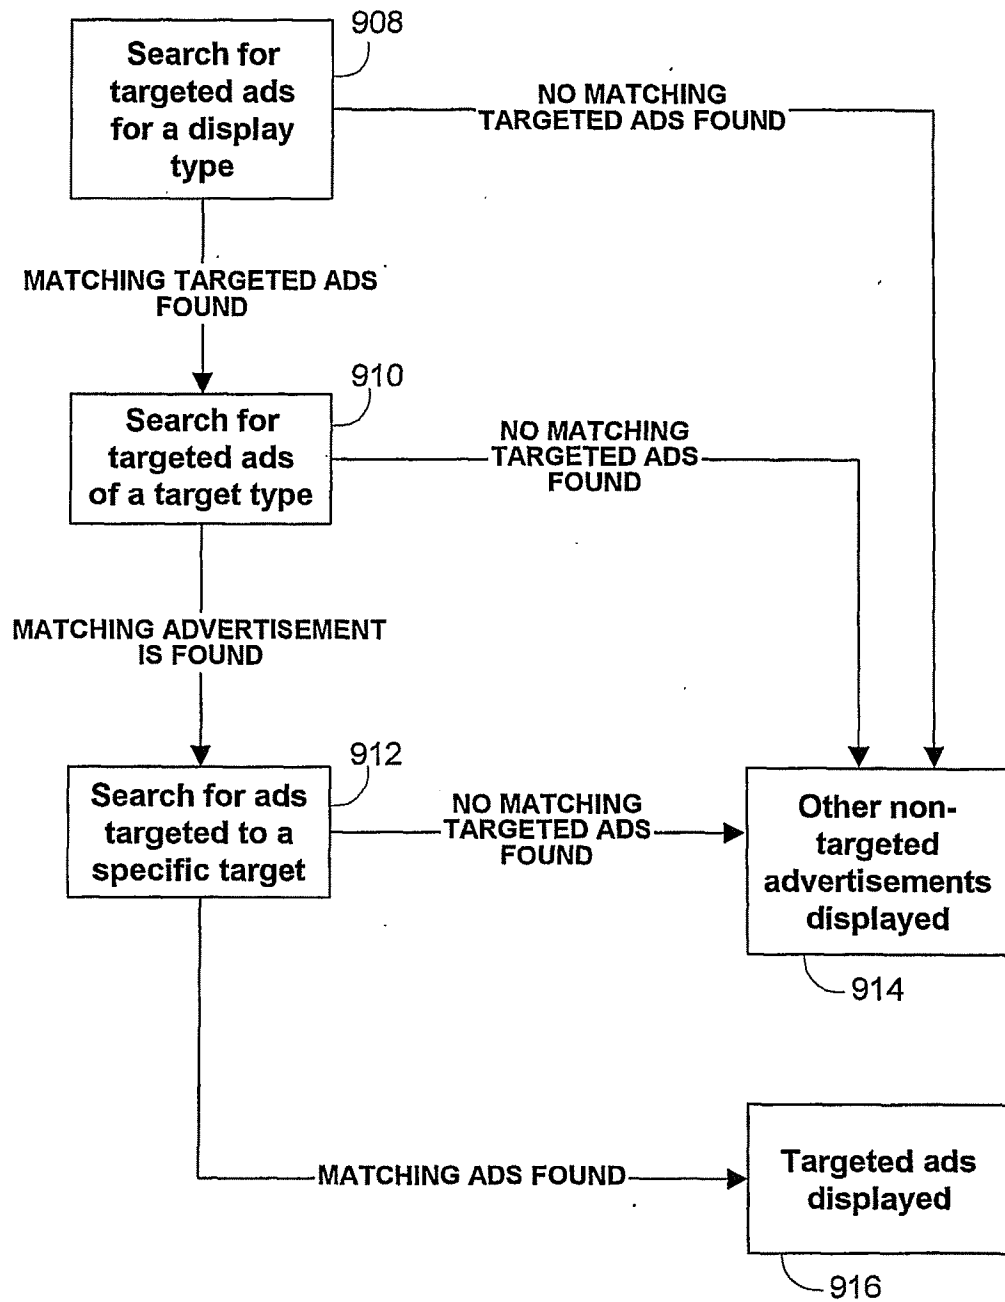 908
Search for
targeted ads
for a display
type
NO MATCHING
TARGETED ADS FOUND
MATCHING TARGETED ADS
FOUND
910
Search for
targeted ads
of a target type
NO MATCHING
TARGETED ADS
FOUND
MATCHING ADVERTISEMENT
IS FOUND
912
Search for ads
targeted to a
specific target
NO MATCHING
TARGETED ADS
FOUND
Other non-
targeted
advertisements
displayed
914
MATCHING ADS FOUND
Targeted ads
displayed
916